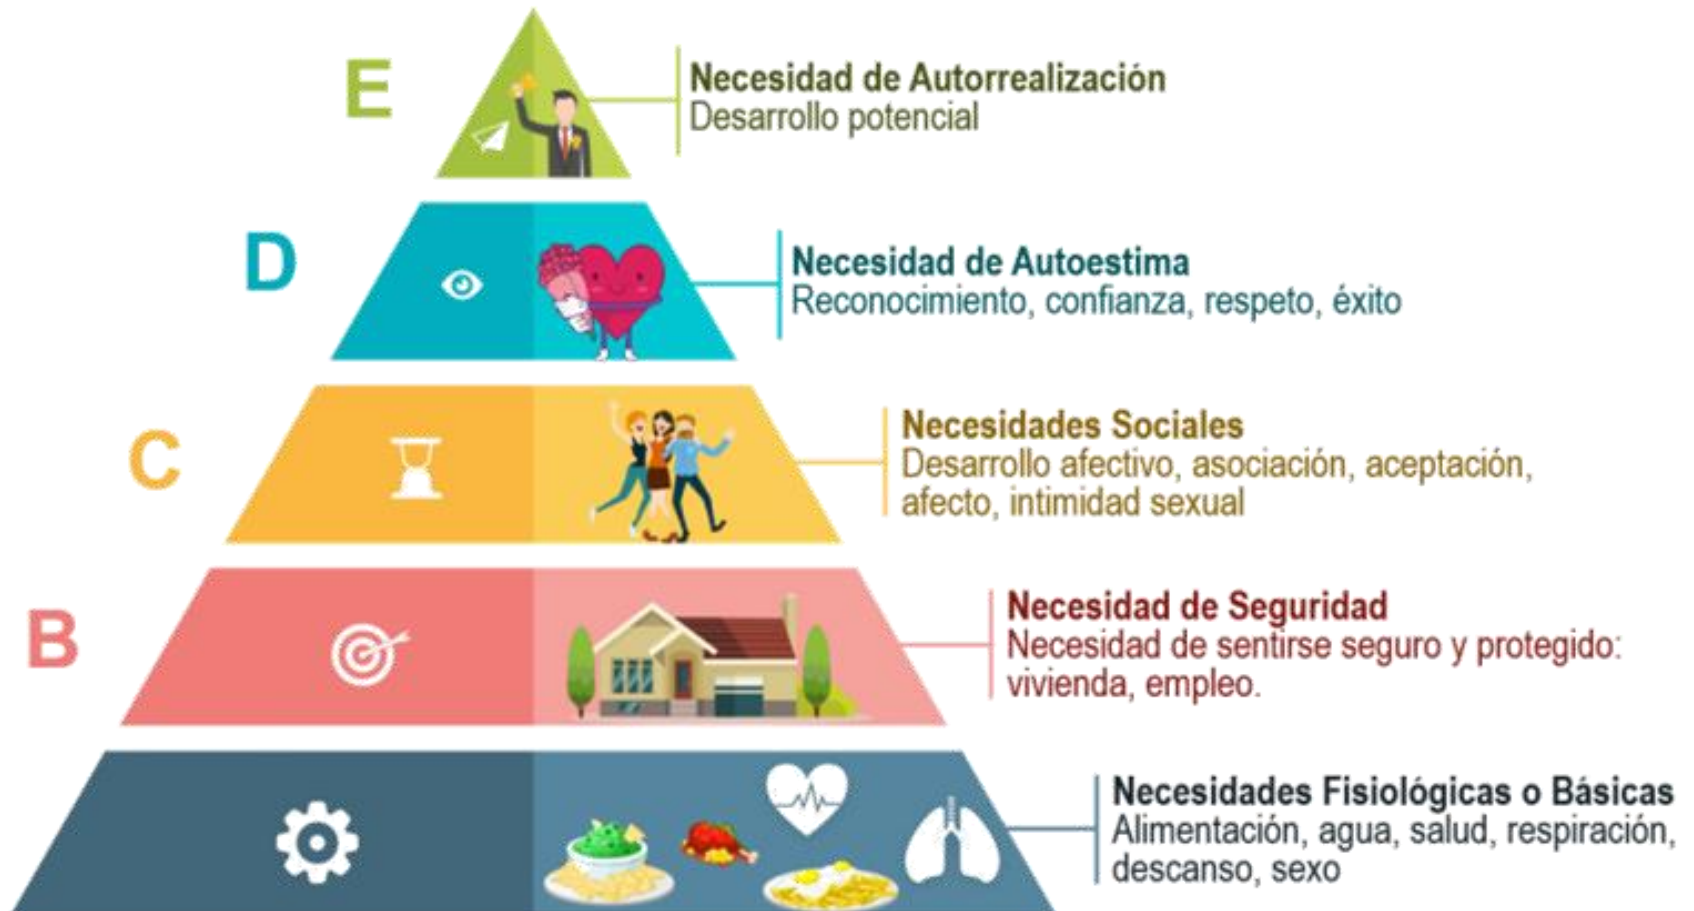 E
Necesidad de Autorrealización
Desarrollo potencial
D
Necesidad de Autoestima
Reconocimiento, confianza, respeto, éxito
C
Necesidades Sociales
Desarrollo afectivo, asociación, aceptación,
afecto, intimidad sexual
B
Necesidad de Seguridad
Necesidad de sentirse seguro y protegido:
vivienda, empleo.
Necesidades Fisiológicas o Básicas
Alimentación, agua, salud, respiración,
descanso, sexo